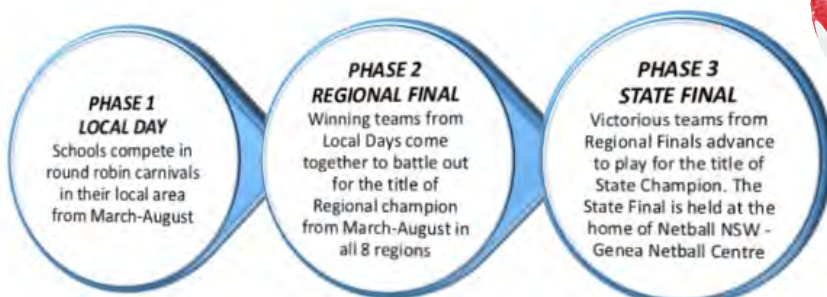 PHASE 1
LOCAL DAY
Schools compete in
round robin carnivals
in their local area
from March-August
PHASE 2
REGIONAL FINAL
Winning teams from
Local Days come
together to battle out
for the title of
Regional champion
from March-August in
all 8 regions
PHASE 3
STATE FINAL
Victorious teams from
Regional Finals advance
to play for the title of
State Champion. The
State Final is held at the
home of Netball NSW -
Genea Netball Centre